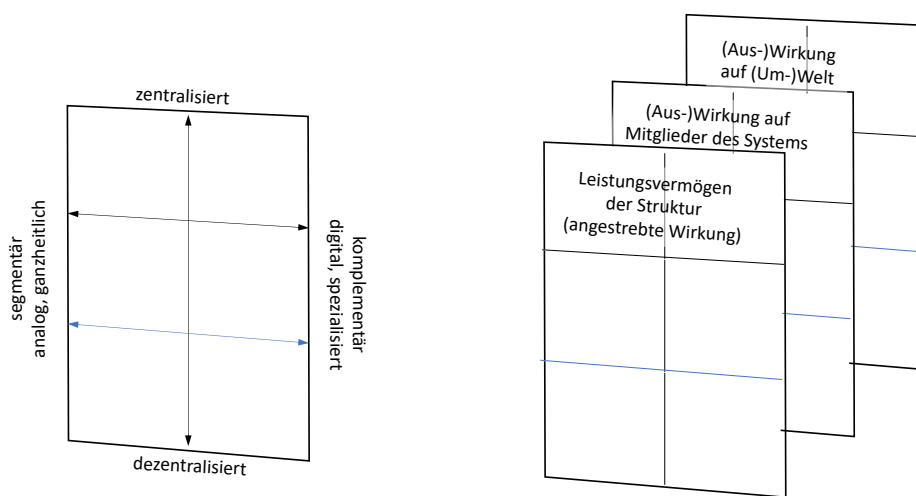 zentralisiert
segmentär
analog, ganzheitlich
komplementär
digital, spezialisiert
dezentralisiert
(Aus-)Wirkung
auf (Um-)Welt
(Aus-)Wirkung auf
Mitglieder des Systems
Leistungsvermögen
der Struktur
(angestrebte Wirkung)